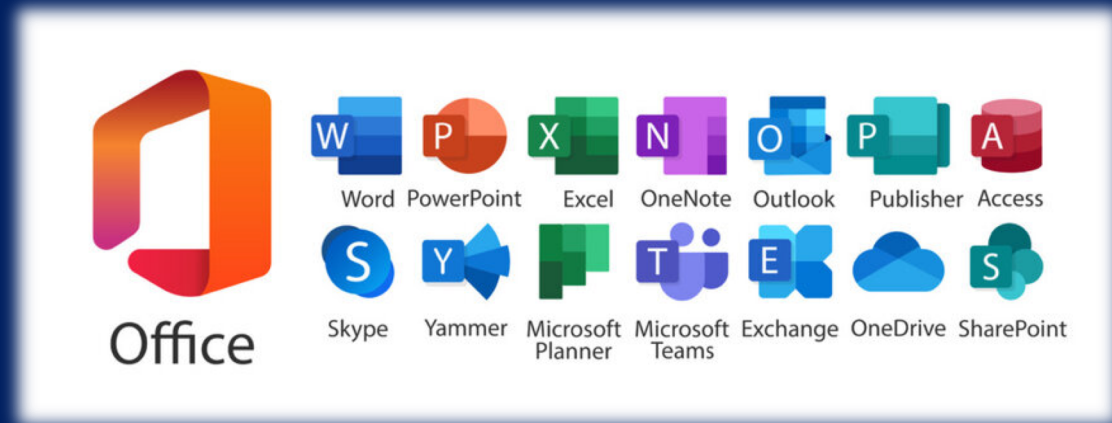 W P X N O P A
Word PowerPoint Excel OneNote Outlook Publisher Access
S Y T E S
Skype Yammer Microsoft Planner Microsoft Teams Exchange OneDrive SharePoint
Office